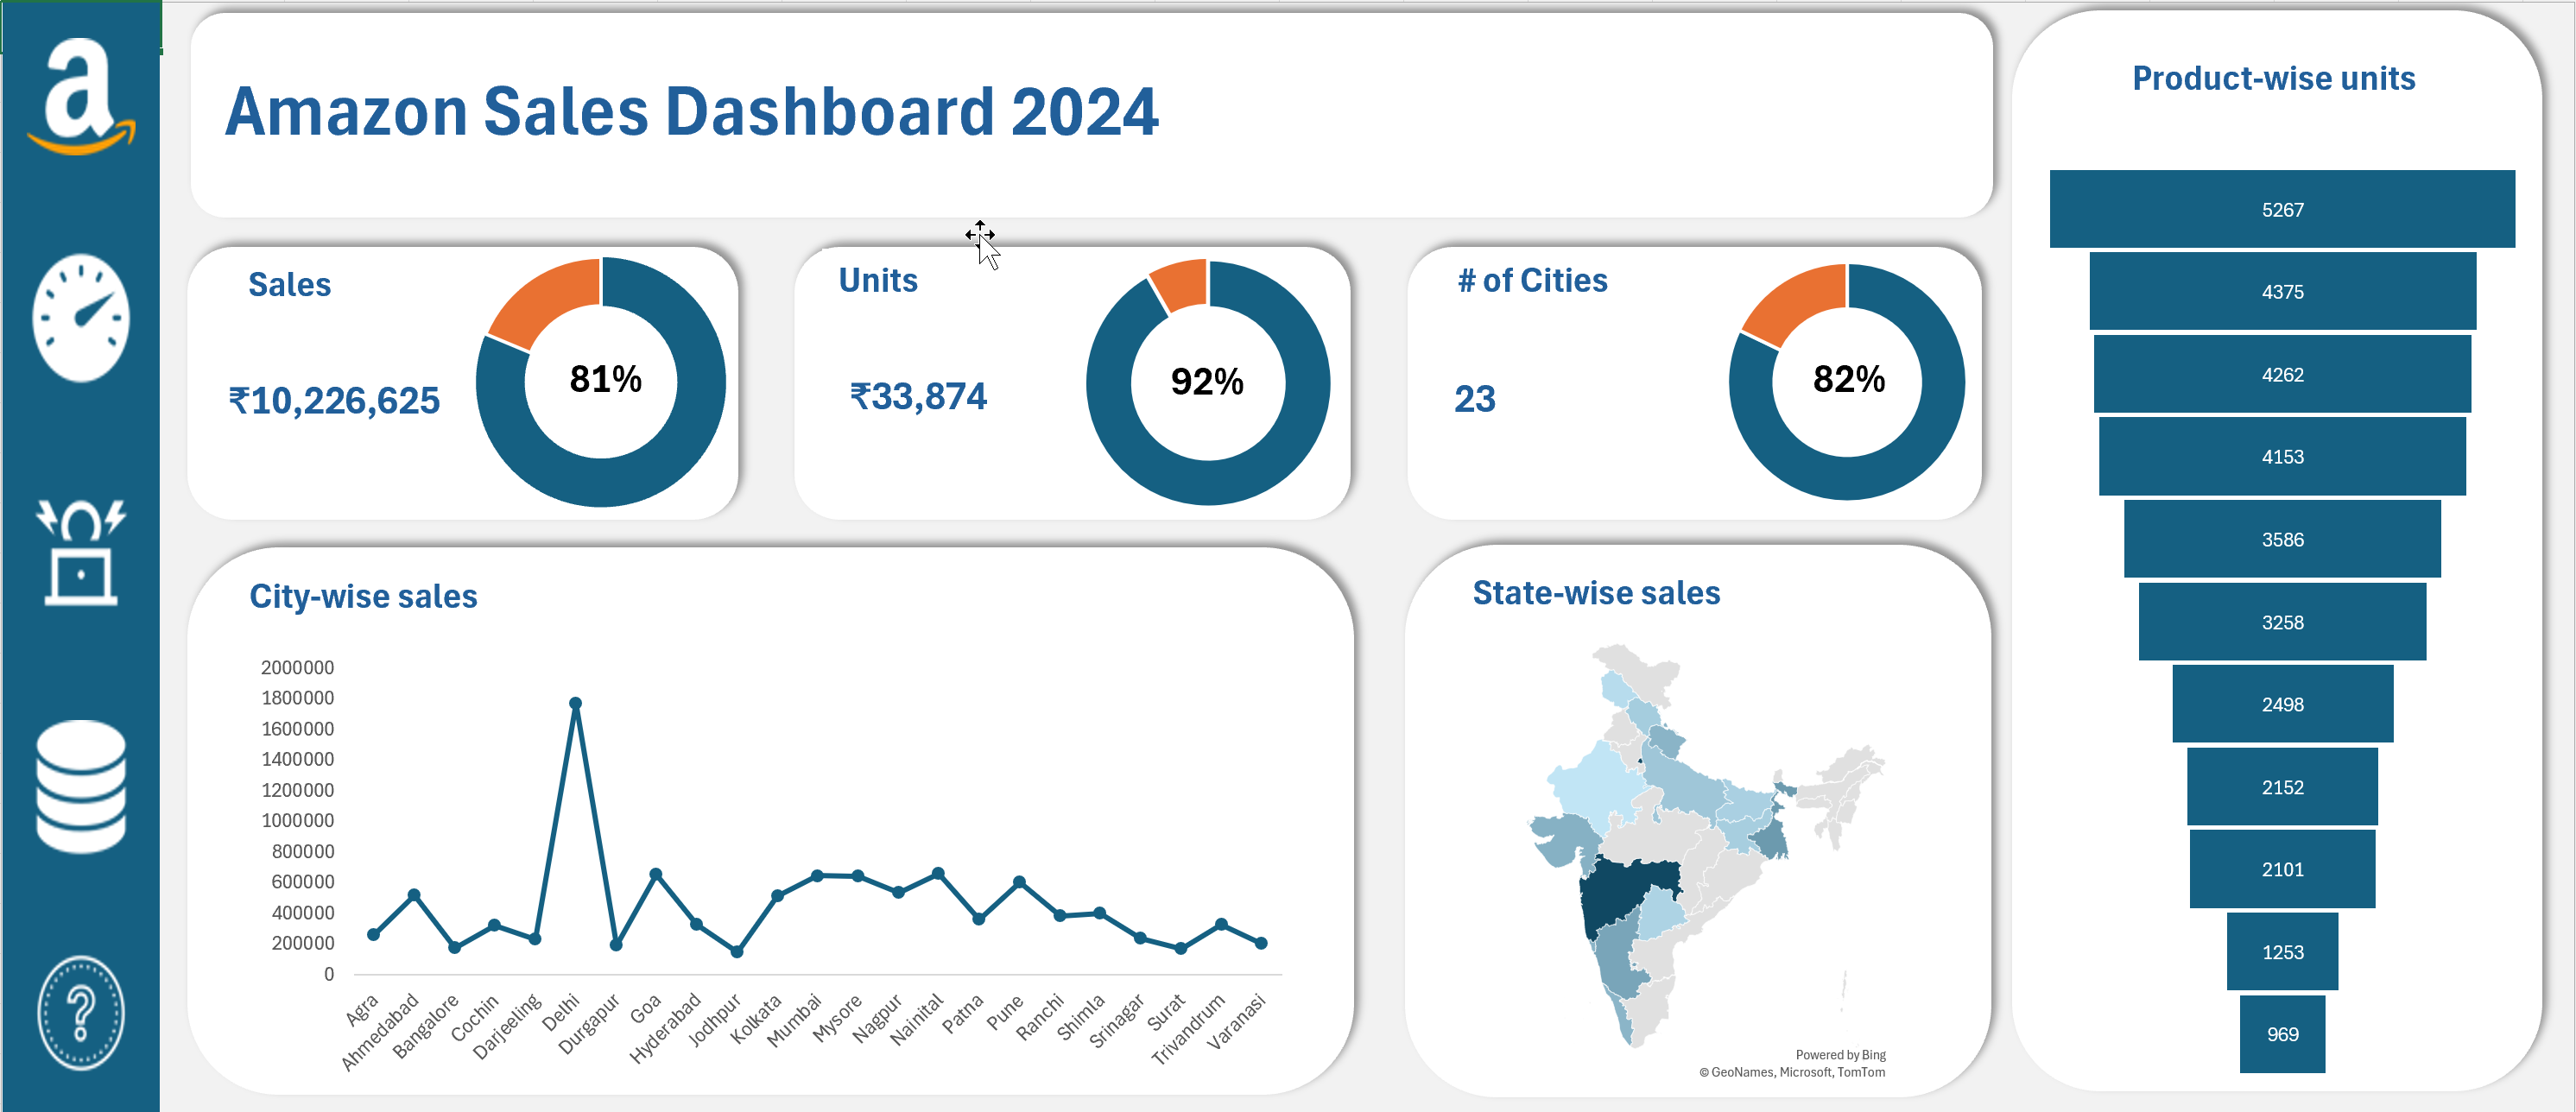 a
Amazon Sales Dashboard 2024
Sales
₹10,226,625
81%
Units
₹33,874
92%
# of Cities
23
82%
City-wise sales
2000000
1800000
1600000
1400000
1200000
1000000
800000
600000
400000
200000
0
Agra
Ahmedabad
Bangalore
Cochin
Darjeeling
Delhi
Durgapur
Goa
Hyderabad
Jodhpur
Kolkata
Mumbai
Mysore
Nagpur
Nainital
Patna
Pune
Ranchi
Shimla
Srinagar
Surat
Trivandrum
Varanasi
State-wise sales
Powered by Bing
© GeoNames, Microsoft, TomTom
Product-wise units
5267
4375
4262
4153
3586
3258
2498
2152
2101
1253
969
?